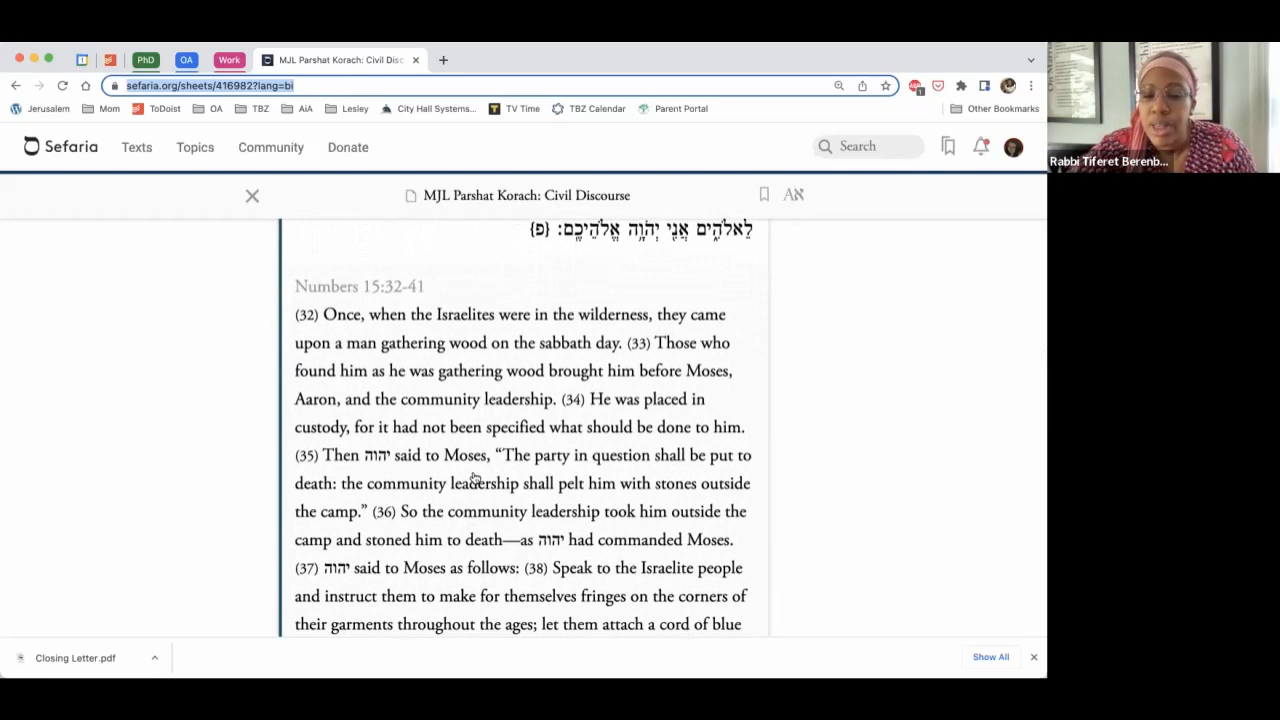 PhD OA Work MJL Parshat Korach: Civil Disc
sefaria.org/sheets/416982?lang=bi
Jerusalem Mom ToDoist OA TBZ AiA Lesley City Hall Systems... TV Time TBZ Calendar Parent Portal Other Bookmarks
Sefaria Texts Topics Community Donate Search
MJL Parshat Korach: Civil Discourse Aא
לֵאלֹהִ֑ים אֲנִ֖י יְהֹוָ֥ה אֱלֹהֵיכֶֽם׃ {פ}
Numbers 15:32-41
(32) Once, when the Israelites were in the wilderness, they came
upon a man gathering wood on the sabbath day. (33) Those who
found him as he was gathering wood brought him before Moses,
Aaron, and the community leadership. (34) He was placed in
custody, for it had not been specified what should be done to him.
(35) Then יהוה said to Moses, “The party in question shall be put to
death: the community leadership shall pelt him with stones outside
the camp.” (36) So the community leadership took him outside the
camp and stoned him to death—as יהוה had commanded Moses.
(37) יהוה said to Moses as follows: (38) Speak to the Israelite people
and instruct them to make for themselves fringes on the corners of
their garments throughout the ages; let them attach a cord of blue
Closing Letter.pdf Show All
Rabbi Tiferet Berenb...